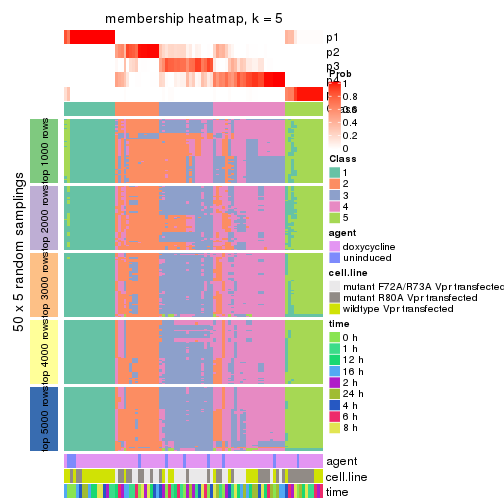 membership heatmap, k = 5
p1
p2
p3
p4
Prob
1
0.8
0.6
0.4
0.2
0
Class
1
2
3
4
5
agent
doxycycline
uninduced
cell.line
mutant F72A/R73A Vpr transfected
mutant R80A Vpr transfected
wildtype Vpr transfected
time
0 h
1 h
12 h
16 h
2 h
24 h
4 h
6 h
8 h
50 x 5 random samplings
top 1000 rows
top 2000 rows
top 3000 rows
top 4000 rows
top 5000 rows
agent
cell.line
time